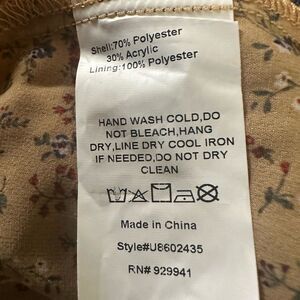 Shell:70% Polyester
30% Acrylic
Lining:100% Polyester
HAND WASH COLD,DO
NOT BLEACH,HANG
DRY,LINE DRY COOL IRON
IF NEEDED,DO NOT DRY
CLEAN
Made in China
Style#U8602435
RN# 929941